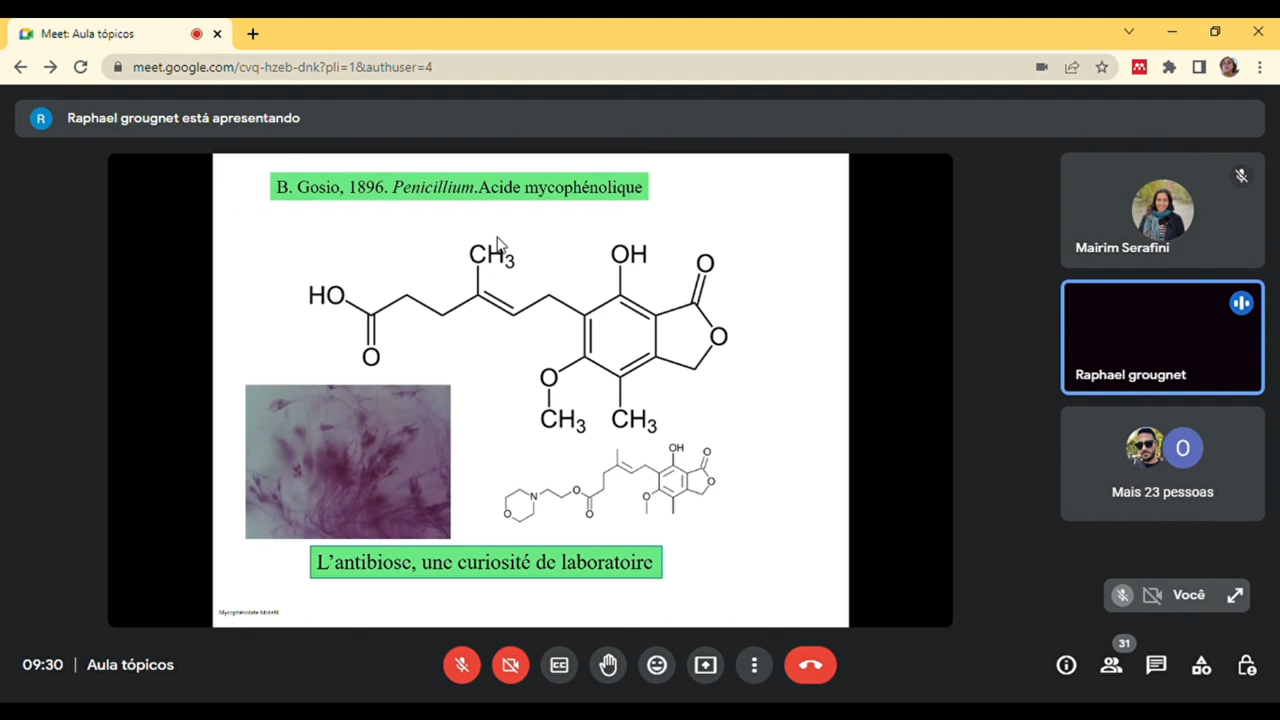 Meet: Aula tópicos
meet.google.com/cvq-hzeb-dnk?pli=1&authuser=4
R Raphael grougnet está apresentando
B. Gosio, 1896. Penicillium.Acide mycophénolique
CH3
OH
O
HO
O
O
O
CH3
CH3
OH
O
O
N
O
O
O
O
L’antibiose, une curiosité de laboratoire
Mycophénolate Mofétil
Mairim Serafini
Raphael grougnet
O
Mais 23 pessoas
Você
31
09:30 | Aula tópicos